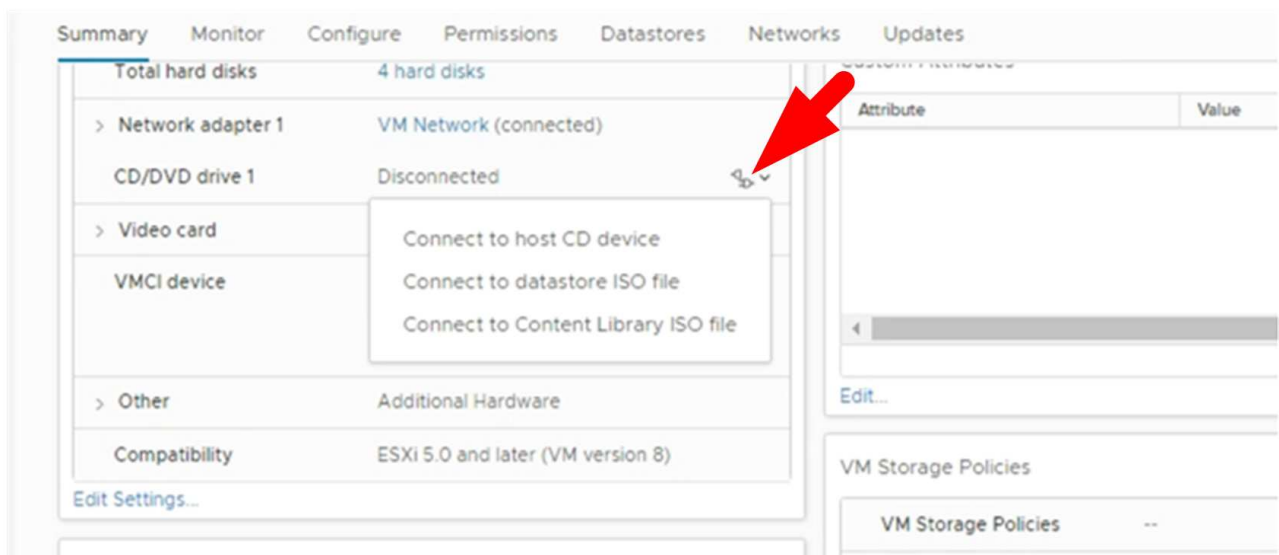 Summary Monitor Configure Permissions Datastores Networks Updates
Total hard disks 4 hard disks
> Network adapter 1 VM Network (connected)
CD/DVD drive 1 Disconnected
> Video card
Connect to host CD device
VMCI device
Connect to datastore ISO file
Connect to Content Library ISO file
> Other Additional Hardware
Compatibility ESXi 5.0 and later (VM version 8)
Edit Settings...
Custom Attributes
Attribute Value
Edit...
VM Storage Policies
VM Storage Policies --